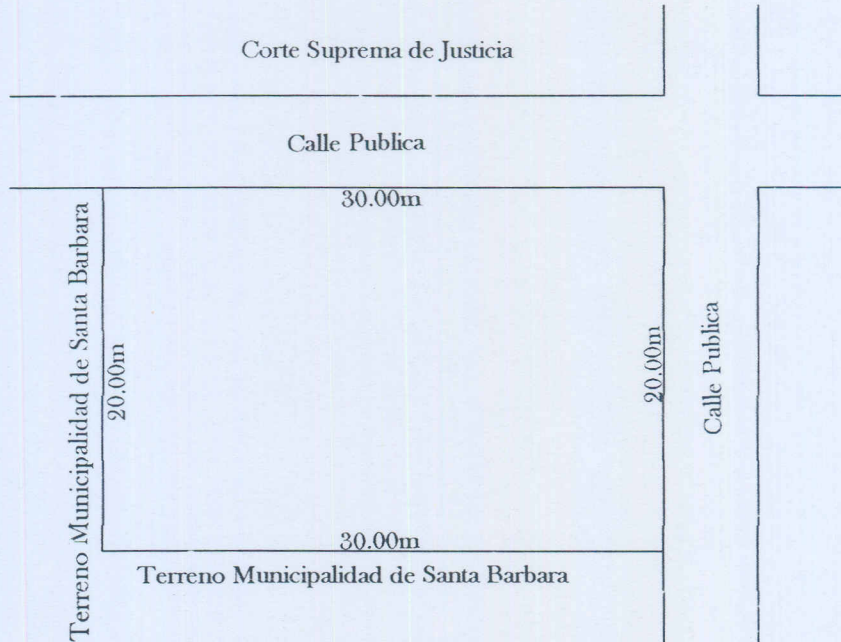 Corte Suprema de Justicia
Calle Publica
30.00m
Terreno Municipalidad de Santa Barbara
20.00m
20.00m
Calle Publica
30.00m
Terreno Municipalidad de Santa Barbara